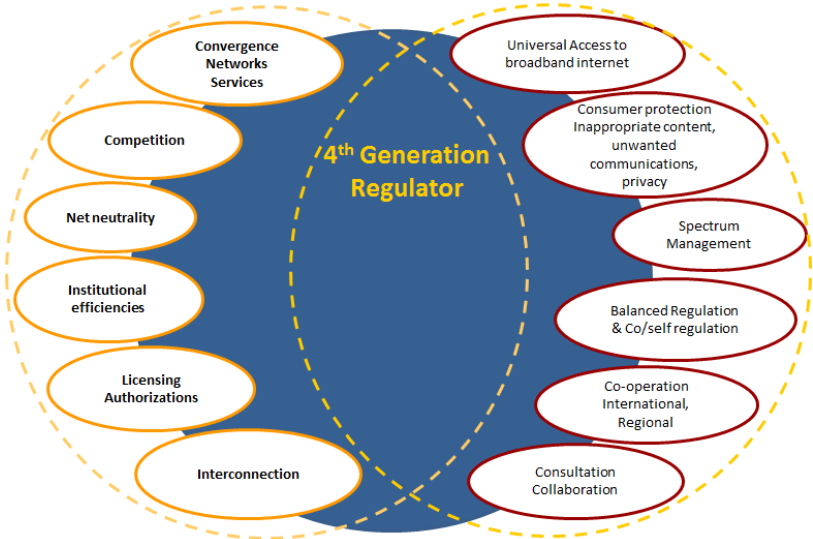 Convergence
Networks
Services
Competition
Net neutrality
Institutional
efficiencies
Licensing
Authorizations
Interconnection
4th Generation
Regulator
Universal Access to
broadband internet
Consumer protection
Inappropriate content,
unwanted
communications,
privacy
Spectrum
Management
Balanced Regulation
& Co/self regulation
Co-operation
International,
Regional
Consultation
Collaboration